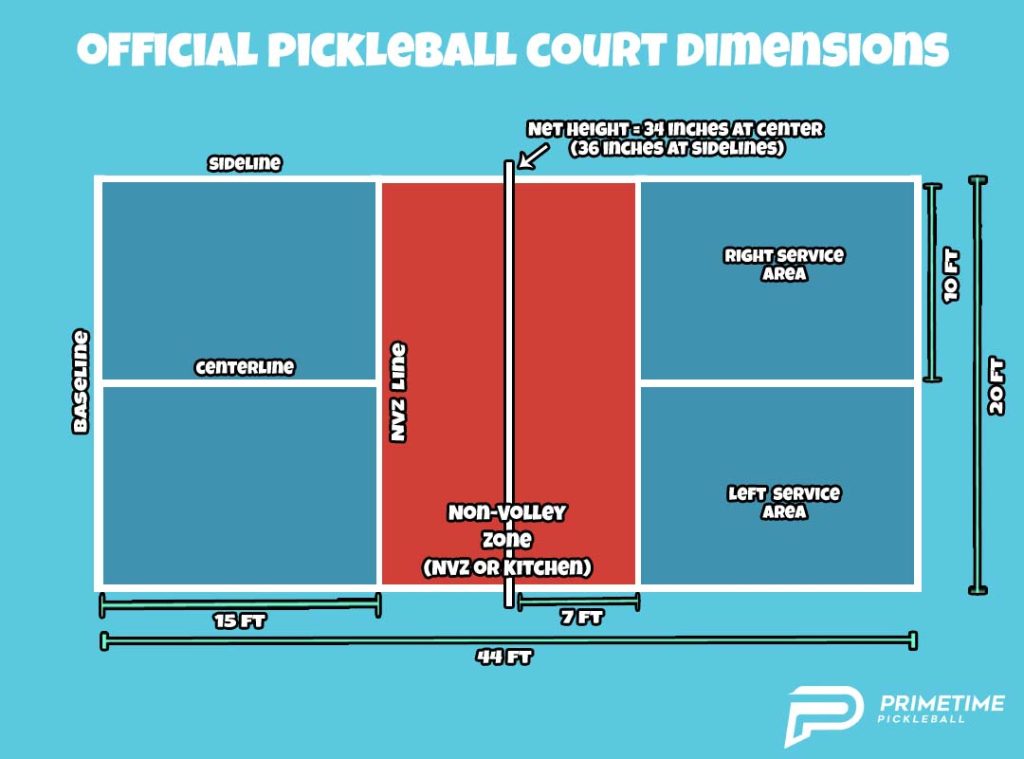 OFFICIAL PICKLEBALL COURT DIMENSIONS
NET HEIGHT = 34 INCHES AT CENTER
(36 INCHES AT SIDELINES)
SIDELINE
RIGHT SERVICE
AREA
10 FT
CENTERLINE
BASELINE
NVZ LINE
20 FT
LEFT SERVICE
AREA
NON-VOLLEY
ZONE
(NVZ OR KITCHEN)
15 FT
7 FT
44 FT
PRIMETIME
PICKLEBALL